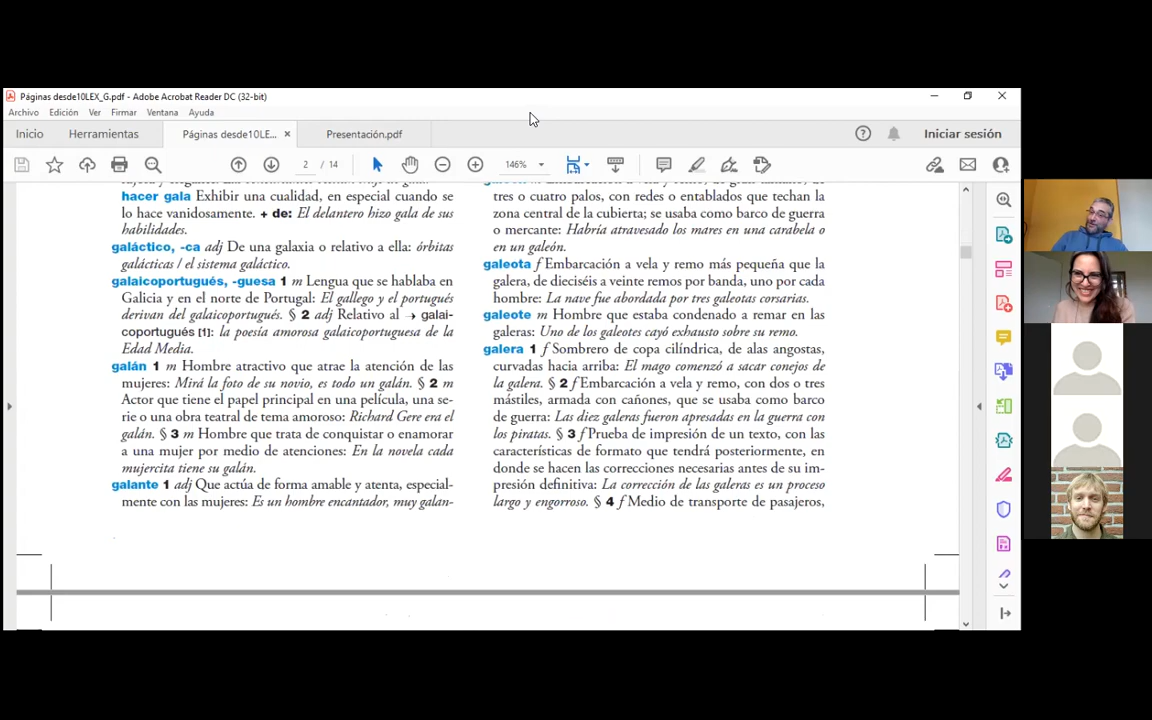 Páginas desde10LEX_G.pdf - Adobe Acrobat Reader DC (32-bit)
Archivo Edición Ver Firmar Ventana Ayuda
Inicio Herramientas Páginas desde10LE... × Presentación.pdf Iniciar sesión
2 / 14 146%
hacer gala Exhibir una cualidad, en especial cuando se
lo hace vanidosamente. + de: El delantero hizo gala de sus
habilidades.
galáctico, -ca adj De una galaxia o relativo a ella: órbitas
galácticas / el sistema galáctico.
galaicoportugués, -guesa 1 m Lengua que se hablaba en
Galicia y en el norte de Portugal: El gallego y el portugués
derivan del galaicoportugués. § 2 adj Relativo al → galai-
coportugués [1]: la poesía amorosa galaicoportuguesa de la
Edad Media.
galán 1 m Hombre atractivo que atrae la atención de las
mujeres: Mirá la foto de su novio, es todo un galán. § 2 m
Actor que tiene el papel principal en una película, una se-
rie o una obra teatral de tema amoroso: Richard Gere era el
galán. § 3 m Hombre que trata de conquistar o enamorar
a una mujer por medio de atenciones: En la novela cada
mujercita tiene su galán.
galante 1 adj Que actúa de forma amable y atenta, especial-
mente con las mujeres: Es un hombre encantador, muy galan-
tres o cuatro palos, con redes o entablados que techan la
zona central de la cubierta; se usaba como barco de guerra
o mercante: Habría atravesado los mares en una carabela o
en un galeón.
galeota f Embarcación a vela y remo más pequeña que la
galera, de dieciséis a veinte remos por banda, uno por cada
hombre: La nave fue abordada por tres galeotas corsarias.
galeote m Hombre que estaba condenado a remar en las
galeras: Uno de los galeotes cayó exhausto sobre su remo.
galera 1 f Sombrero de copa cilíndrica, de alas angostas,
curvadas hacia arriba: El mago comenzó a sacar conejos de
la galera. § 2 f Embarcación a vela y remo, con dos o tres
mástiles, armada con cañones, que se usaba como barco
de guerra: Las diez galeras fueron apresadas en la guerra con
los piratas. § 3 f Prueba de impresión de un texto, con las
características de formato que tendrá posteriormente, en
donde se hacen las correcciones necesarias antes de su im-
presión definitiva: La corrección de las galeras es un proceso
largo y engorroso. § 4 f Medio de transporte de pasajeros,